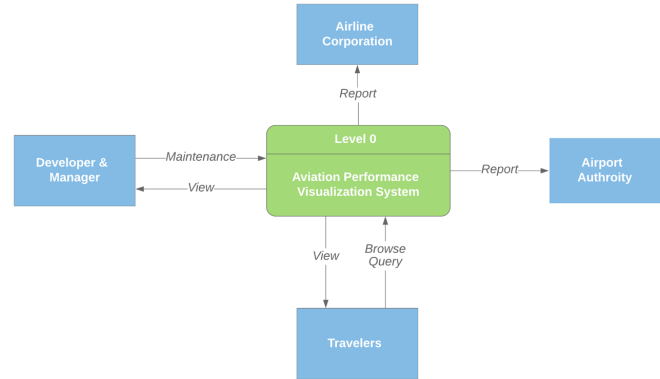 Airline
Corporation
Report
Level 0
Developer &
Manager
Maintenance
View
Aviation Performance
Visualization System
Report
Airport
Authroity
View
Browse
Query
Travelers